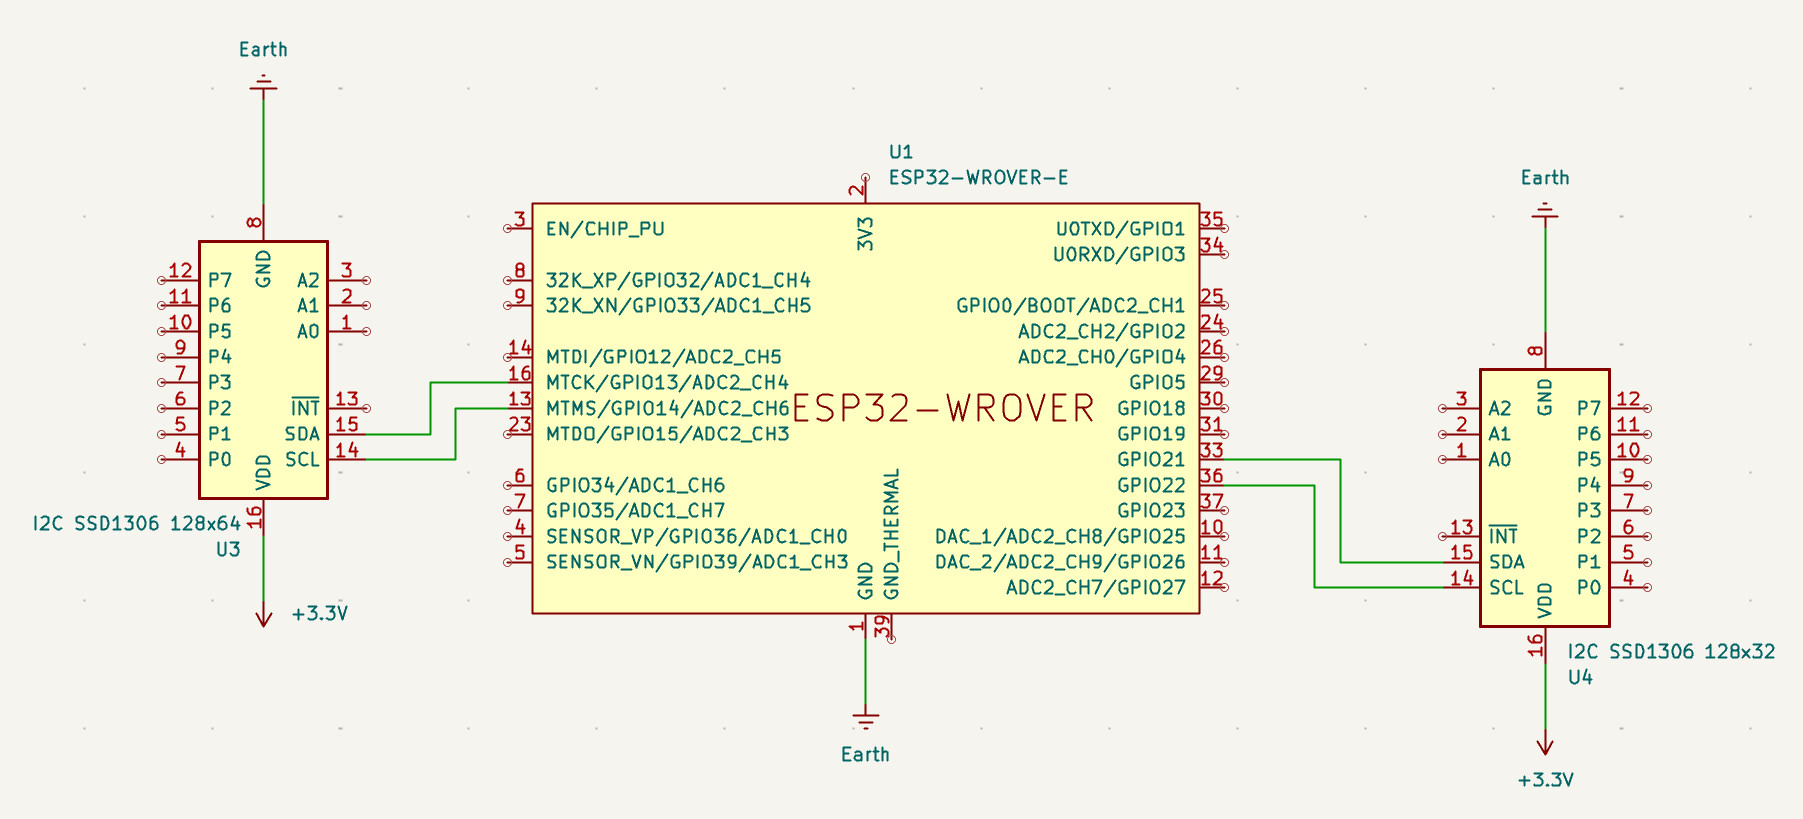 Earth
8
GND
12 P7 A2 3
11 P6 A1 2
10 P5 A0 1
9 P4
7 P3
6 P2 INT 13
5 P1 SDA 15
4 P0 SCL 14
VDD
16
I2C SSD1306 128x64
U3
+3.3V
U1
ESP32-WROVER-E
2
3V3
3 EN/CHIP_PU
8 32K_XP/GPIO32/ADC1_CH4
9 32K_XN/GPIO33/ADC1_CH5
14 MTDI/GPIO12/ADC2_CH5
16 MTCK/GPIO13/ADC2_CH4
13 MTMS/GPIO14/ADC2_CH6
23 MTDO/GPIO15/ADC2_CH3
6 GPIO34/ADC1_CH6
7 GPIO35/ADC1_CH7
4 SENSOR_VP/GPIO36/ADC1_CH0
5 SENSOR_VN/GPIO39/ADC1_CH3
ESP32-WROVER
U0TXD/GPIO1 35
U0RXD/GPIO3 34
GPIO0/BOOT/ADC2_CH1 25
ADC2_CH2/GPIO2 24
ADC2_CH0/GPIO4 26
GPIO5 29
GPIO18 30
GPIO19 31
GPIO21 33
GPIO22 36
GPIO23 37
DAC_1/ADC2_CH8/GPIO25 10
DAC_2/ADC2_CH9/GPIO26 11
ADC2_CH7/GPIO27 12
GND
GND_THERMAL
1
39
Earth
Earth
8
GND
3 A2 P7 12
2 A1 P6 11
1 A0 P5 10
P4 9
P3 7
13 INT P2 6
15 SDA P1 5
14 SCL P0 4
VDD
16
I2C SSD1306 128x32
U4
+3.3V